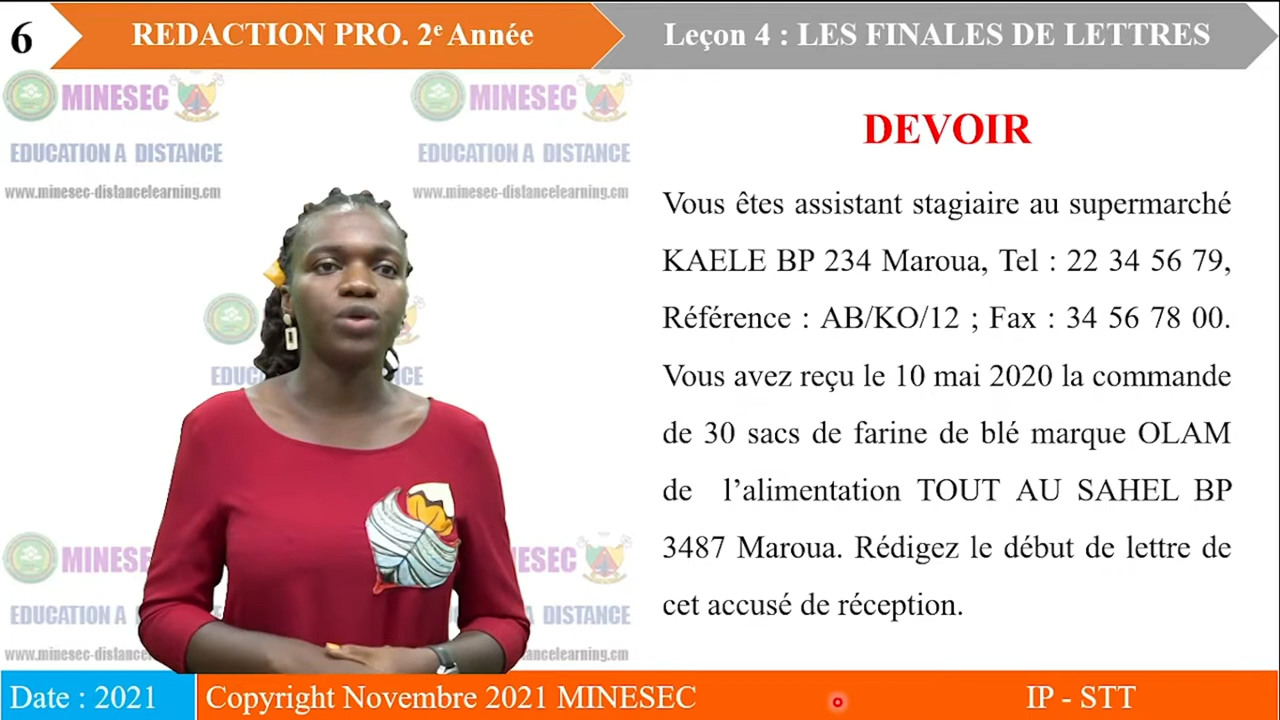 6
REDACTION PRO. 2e Année
Leçon 4 : LES FINALES DE LETTRES
MINESEC
EDUCATION A DISTANCE
www.minesec-distancelearning.cm
MINESEC
EDUCATION A DISTANCE
www.minesec-distancelearning.cm
DEVOIR
Vous êtes assistant stagiaire au supermarché
KAELE BP 234 Maroua, Tel : 22 34 56 79,
Référence : AB/KO/12 ; Fax : 34 56 78 00.
Vous avez reçu le 10 mai 2020 la commande
de 30 sacs de farine de blé marque OLAM
de l’alimentation TOUT AU SAHEL BP
3487 Maroua. Rédigez le début de lettre de
cet accusé de réception.
MINESEC
EDUCATION A
DISTANCE
Date : 2021
Copyright Novembre 2021 MINESEC
IP - STT